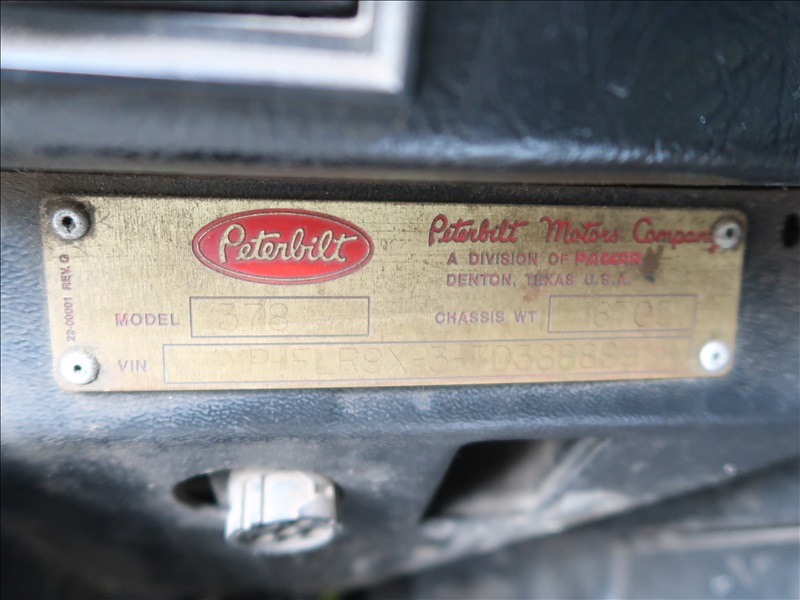 Peterbilt
Peterbilt Motors Company
A DIVISION OF PACCAR
DENTON, TEXAS U.S.A.
22-00001 REV. G
MODEL 378
CHASSIS WT
VIN